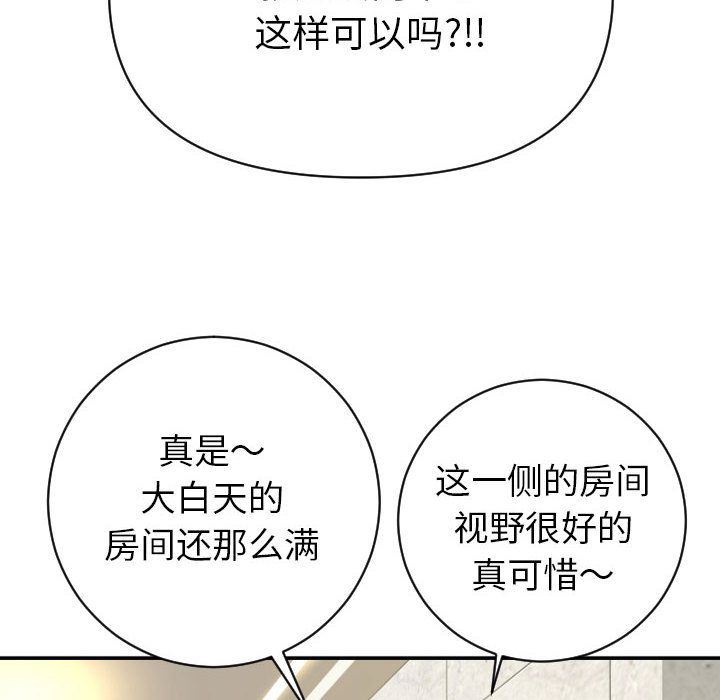 这样可以吗?!!
真是～
大白天的
房间还那么满
这一侧的房间
视野很好的
真可惜～